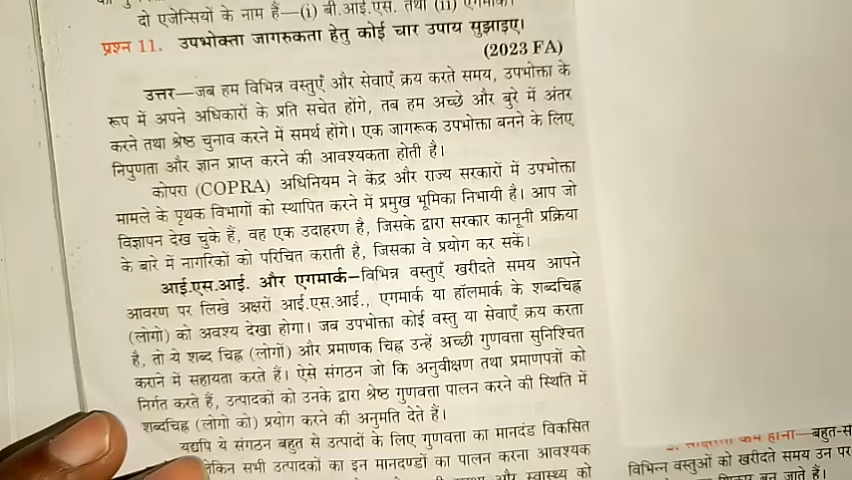 दो एजेन्सियों के नाम हैं—(i) बी.आई.एस. तथा (ii) एगमार्क।
प्रश्न 11. उपभोक्ता जागरुकता हेतु कोई चार उपाय सुझाइए।
(2023 FA)
उत्तर—जब हम विभिन्न वस्तुएँ और सेवाएँ क्रय करते समय, उपभोक्ता के
रूप में अपने अधिकारों के प्रति सचेत होंगे, तब हम अच्छे और बुरे में अंतर
करने तथा श्रेष्ठ चुनाव करने में समर्थ होंगे। एक जागरूक उपभोक्ता बनने के लिए
निपुणता और ज्ञान प्राप्त करने की आवश्यकता होती है।
कोपरा (COPRA) अधिनियम ने केंद्र और राज्य सरकारों में उपभोक्ता
मामले के पृथक विभागों को स्थापित करने में प्रमुख भूमिका निभायी है। आप जो
विज्ञापन देख चुके हैं, वह एक उदाहरण है, जिसके द्वारा सरकार कानूनी प्रक्रिया
के बारे में नागरिकों को परिचित कराती है, जिसका वे प्रयोग कर सकें।
आई.एस.आई. और एगमार्क—विभिन्न वस्तुएँ खरीदते समय आपने
आवरण पर लिखे अक्षरों आई.एस.आई., एगमार्क या हॉलमार्क के शब्दचिह्न
(लोगो) को अवश्य देखा होगा। जब उपभोक्ता कोई वस्तु या सेवाएँ क्रय करता
है, तो ये शब्द चिह्न (लोगों) और प्रमाणक चिह्न उन्हें अच्छी गुणवत्ता सुनिश्चित
कराने में सहायता करते हैं। ऐसे संगठन जो कि अनुवीक्षण तथा प्रमाणपत्रों को
निर्गत करते हैं, उत्पादकों को उनके द्वारा श्रेष्ठ गुणवत्ता पालन करने की स्थिति में
शब्दचिह्न (लोगो को) प्रयोग करने की अनुमति देते हैं।
यद्यपि ये संगठन बहुत से उत्पादों के लिए गुणवत्ता का मानदंड विकसित
लेकिन सभी उत्पादकों का इन मानदण्डों का पालन करना आवश्यक
और स्वास्थ्य को
कम होना—बहुत-स
विभिन्न वस्तुओं को खरीदते समय उन पर
बन जाते हैं।